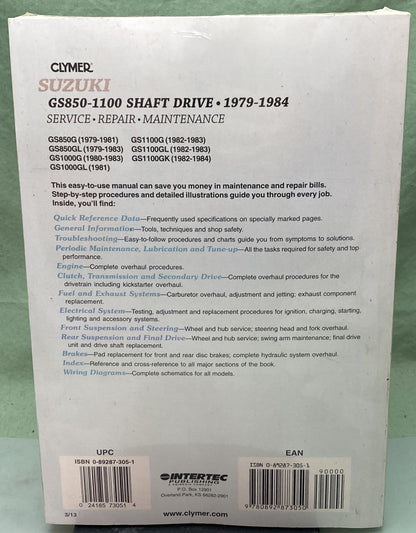 CLYMER®
SUZUKI
GS850-1100 SHAFT DRIVE • 1979-1984
SERVICE • REPAIR • MAINTENANCE
GS850G (1979-1981) GS1100G (1982-1983)
GS850GL (1979-1983) GS1100GL (1982-1983)
GS1000G (1980-1983) GS1100GK (1982-1984)
GS1000GL (1981)
This easy-to-use manual can save you money in maintenance and repair bills.
Step-by-step procedures and detailed illustrations guide you through every job.
Inside, you'll find:
Quick Reference Data—Frequently used specifications on specially marked pages.
General Information—Tools, techniques and shop safety.
Troubleshooting—Easy-to-follow procedures and charts guide you from symptoms to solutions.
Periodic Maintenance, Lubrication and Tune-up—All the tasks required for safety and top
performance.
Engine—Complete overhaul procedures.
Clutch, Transmission and Secondary Drive—Complete overhaul procedures for the
drivetrain including kickstarter overhaul.
Fuel and Exhaust Systems—Carburetor overhaul, adjustment and jetting; exhaust component
replacement.
Electrical System—Testing, adjustment and replacement procedures for ignition, charging, starting,
lighting and accessory systems.
Front Suspension and Steering—Wheel and hub service; steering head and fork overhaul.
Rear Suspension and Final Drive—Wheel and hub service; swing arm maintenance; final drive
unit and drive shaft replacement.
Brakes—Pad replacement for front and rear disc brakes; complete hydraulic system overhaul.
Index—Reference and cross-reference to all major sections of the book.
Wiring Diagrams—Complete schematics for all models.
UPC
EAN
ISBN 0-89287-305-1
0 24185 73051 4
INTERTEC
PUBLISHING
P.O. Box 12901
Overland Park, KS 66282-2901
ISBN 0-89287-305-1
90000
9 780892 873050
3/13
www.clymer.com